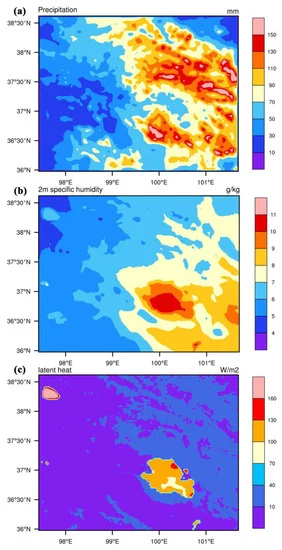 (a) Precipitation mm
38°30'N
38°N
37°30'N
37°N
36°30'N
36°N
98°E 99°E 100°E 101°E
150
130
110
90
70
50
30
10
(b) 2m specific humidity g/kg
38°30'N
38°N
37°30'N
37°N
36°30'N
36°N
98°E 99°E 100°E 101°E
11
10
9
8
7
6
5
4
(c) latent heat W/m2
38°30'N
38°N
37°30'N
37°N
36°30'N
36°N
98°E 99°E 100°E 101°E
160
130
100
70
40
10